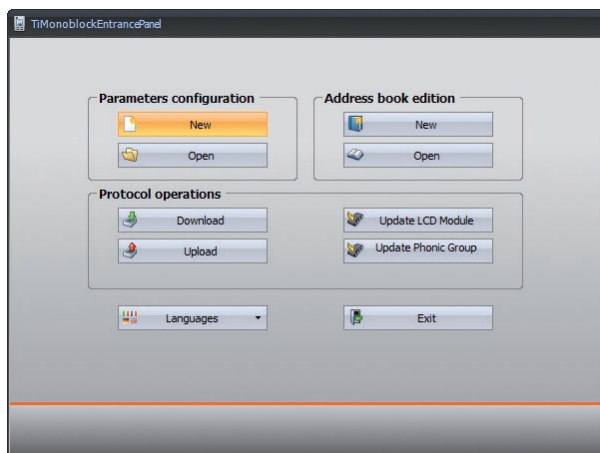 TiMonoblockEntrancePanel
Parameters configuration
New
Open
Address book edition
New
Open
Protocol operations
Download
Upload
Update LCD Module
Update Phonic Group
Languages
Exit